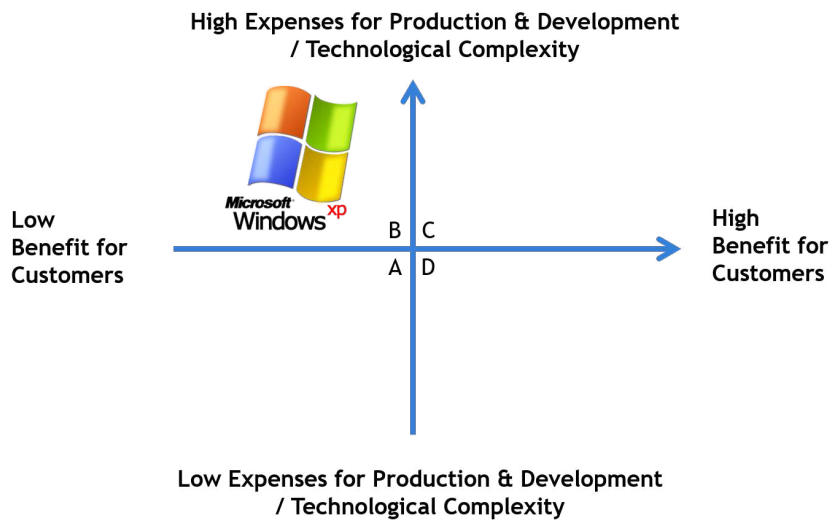 High Expenses for Production & Development
/ Technological Complexity
Microsoft
Windows xp
Low
Benefit for
Customers
B C
A D
High
Benefit for
Customers
Low Expenses for Production & Development
/ Technological Complexity